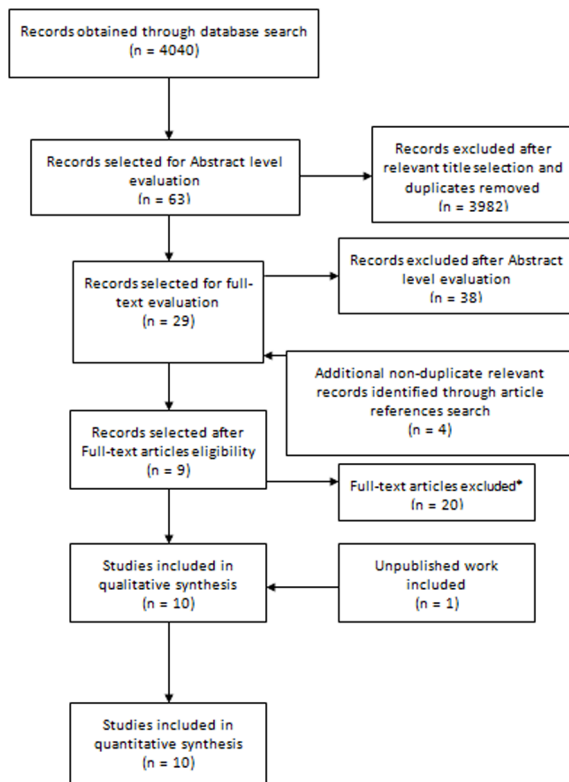 Records obtained through database search
(n = 4040)
Records selected for Abstract level
evaluation
(n = 63)
Records excluded after
relevant title selection and
duplicates removed
(n = 3982)
Records selected for full-
text evaluation
(n = 29)
Records excluded after Abstract
level evaluation
(n = 38)
Additional non-duplicate relevant
records identified through article
references search
(n = 4)
Records selected after
Full-text articles eligibility
(n = 9)
Full-text articles excluded*
(n = 20)
Studies included in
qualitative synthesis
(n = 10)
Unpublished work
included
(n = 1)
Studies included in
quantitative synthesis
(n = 10)